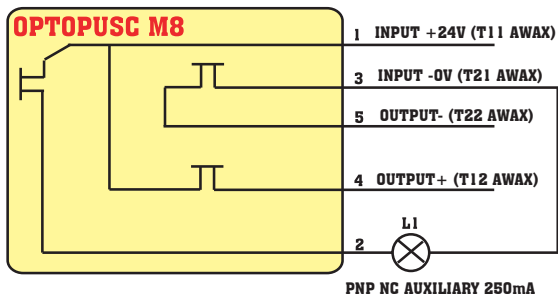 OPTOPUSC M8
1 INPUT +24V (T11 AWAX)
3 INPUT -0V (T21 AWAX)
5 OUTPUT- (T22 AWAX)
4 OUTPUT+ (T12 AWAX)
L1
2
PNP NC AUXILIARY 250mA